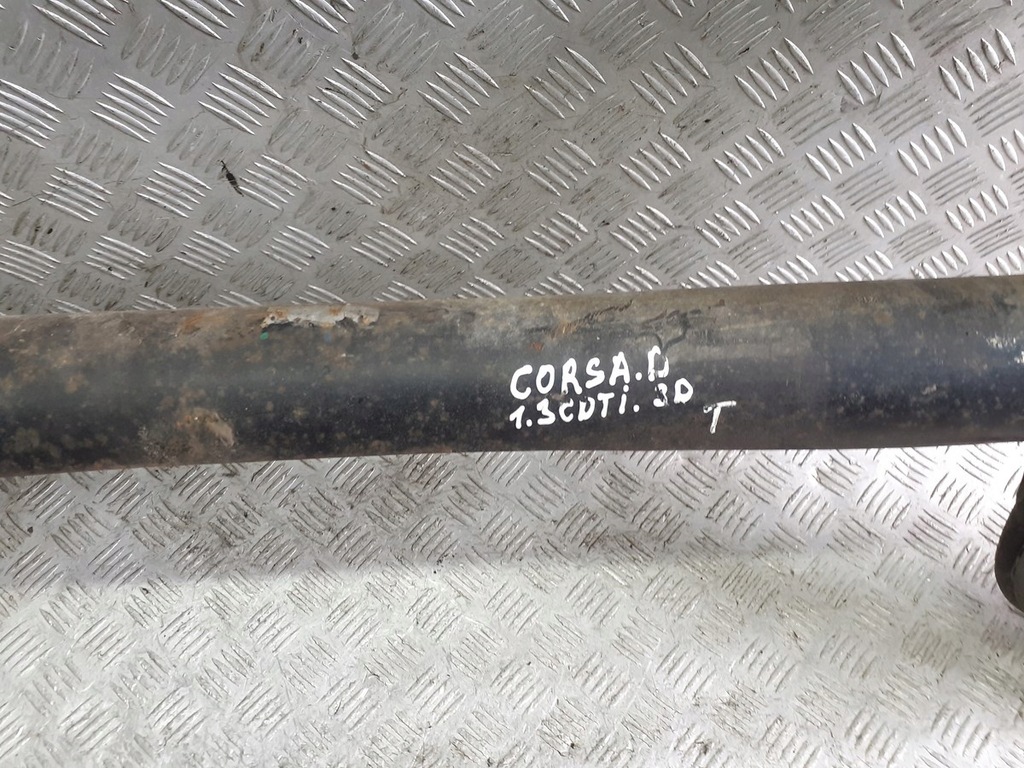 CORSA.D
1.3CDTi. 3D
T